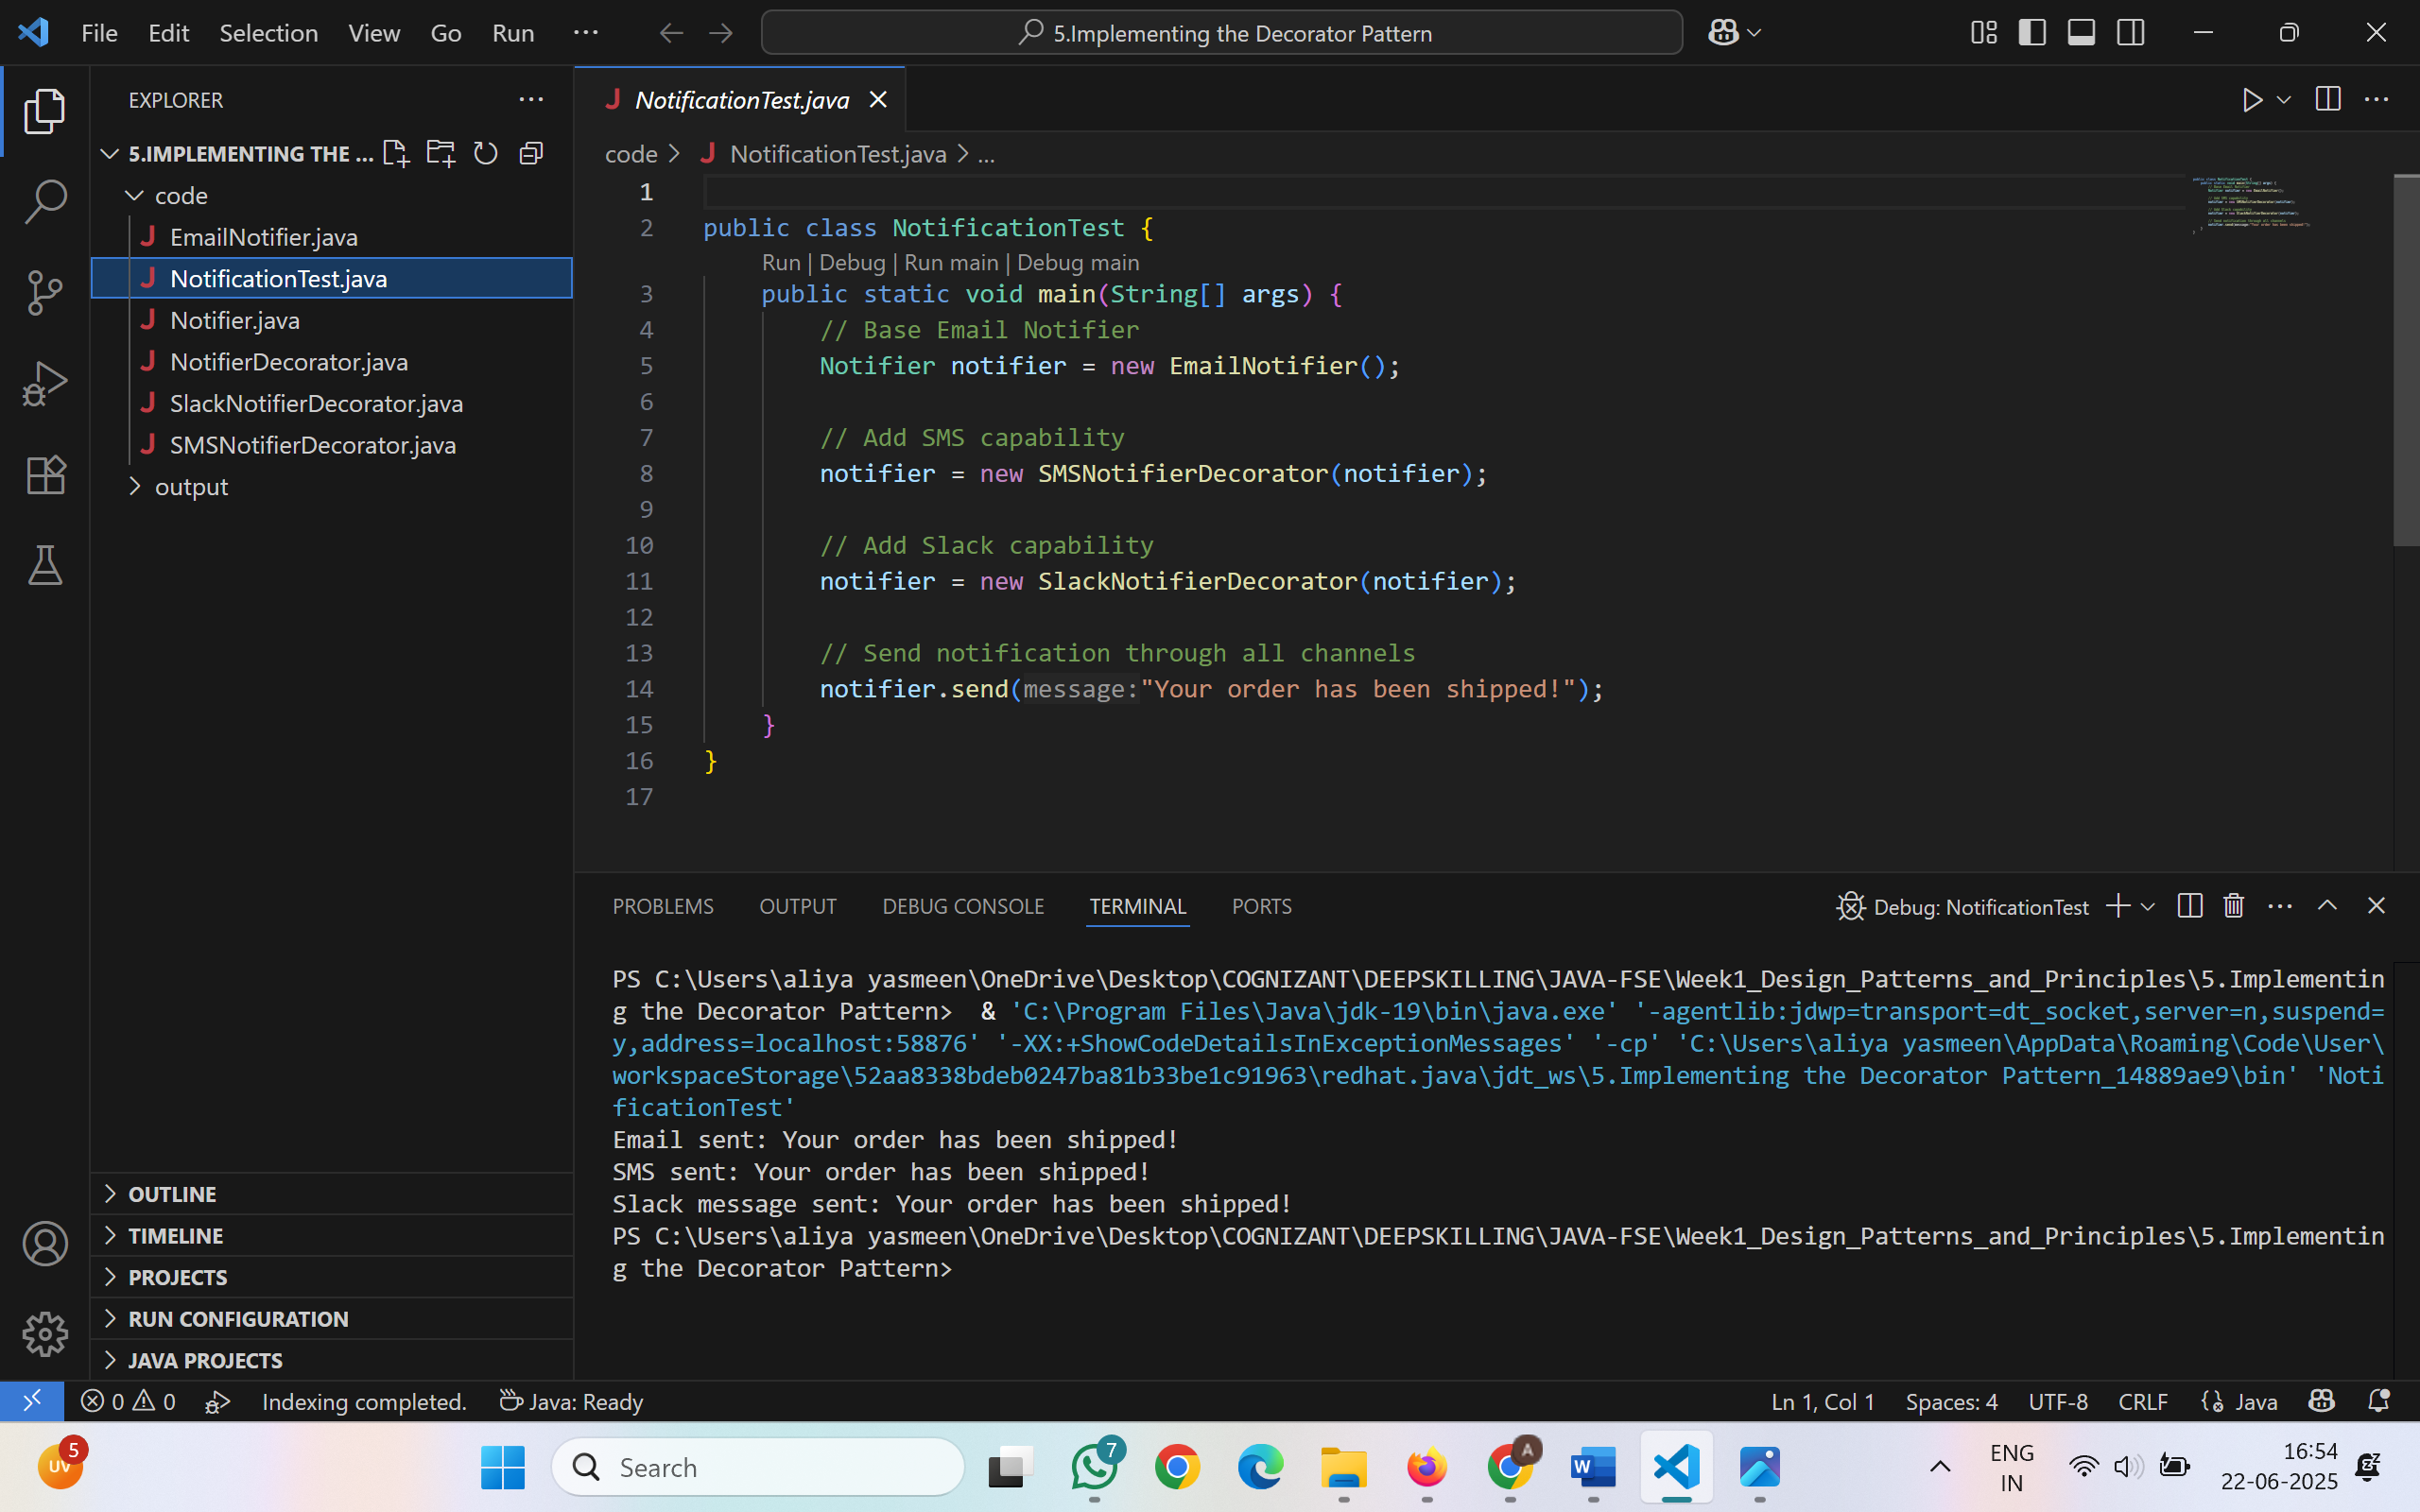 File Edit Selection View Go Run ···
5.Implementing the Decorator Pattern
EXPLORER
5.IMPLEMENTING THE ...
code
EmailNotifier.java
NotificationTest.java
Notifier.java
NotifierDecorator.java
SlackNotifierDecorator.java
SMSNotifierDecorator.java
output
OUTLINE
TIMELINE
PROJECTS
RUN CONFIGURATION
JAVA PROJECTS
NotificationTest.java
code > NotificationTest.java > ...
1
2 public class NotificationTest {
Run | Debug | Run main | Debug main
3 public static void main(String[] args) {
4 // Base Email Notifier
5 Notifier notifier = new EmailNotifier();
6
7 // Add SMS capability
8 notifier = new SMSNotifierDecorator(notifier);
9
10 // Add Slack capability
11 notifier = new SlackNotifierDecorator(notifier);
12
13 // Send notification through all channels
14 notifier.send(message:"Your order has been shipped!");
15 }
16 }
17
PROBLEMS OUTPUT DEBUG CONSOLE TERMINAL PORTS
Debug: NotificationTest
PS C:\Users\aliya yasmeen\OneDrive\Desktop\COGNIZANT\DEEPSKILLING\JAVA-FSE\Week1_Design_Patterns_and_Principles\5.Implementin
g the Decorator Pattern>  & 'C:\Program Files\Java\jdk-19\bin\java.exe' '-agentlib:jdwp=transport=dt_socket,server=n,suspend=
y,address=localhost:58876' '-XX:+ShowCodeDetailsInExceptionMessages' '-cp' 'C:\Users\aliya yasmeen\AppData\Roaming\Code\User\
workspaceStorage\52aa8338bdeb0247ba81b33be1c91963\redhat.java\jdt_ws\5.Implementing the Decorator Pattern_14889ae9\bin' 'Noti
ficationTest'
Email sent: Your order has been shipped!
SMS sent: Your order has been shipped!
Slack message sent: Your order has been shipped!
PS C:\Users\aliya yasmeen\OneDrive\Desktop\COGNIZANT\DEEPSKILLING\JAVA-FSE\Week1_Design_Patterns_and_Principles\5.Implementin
g the Decorator Pattern>
0 0 Indexing completed. Java: Ready
Ln 1, Col 1 Spaces: 4 UTF-8 CRLF Java
UV 5
Search
7
A
W
ENG
IN
16:54
22-06-2025